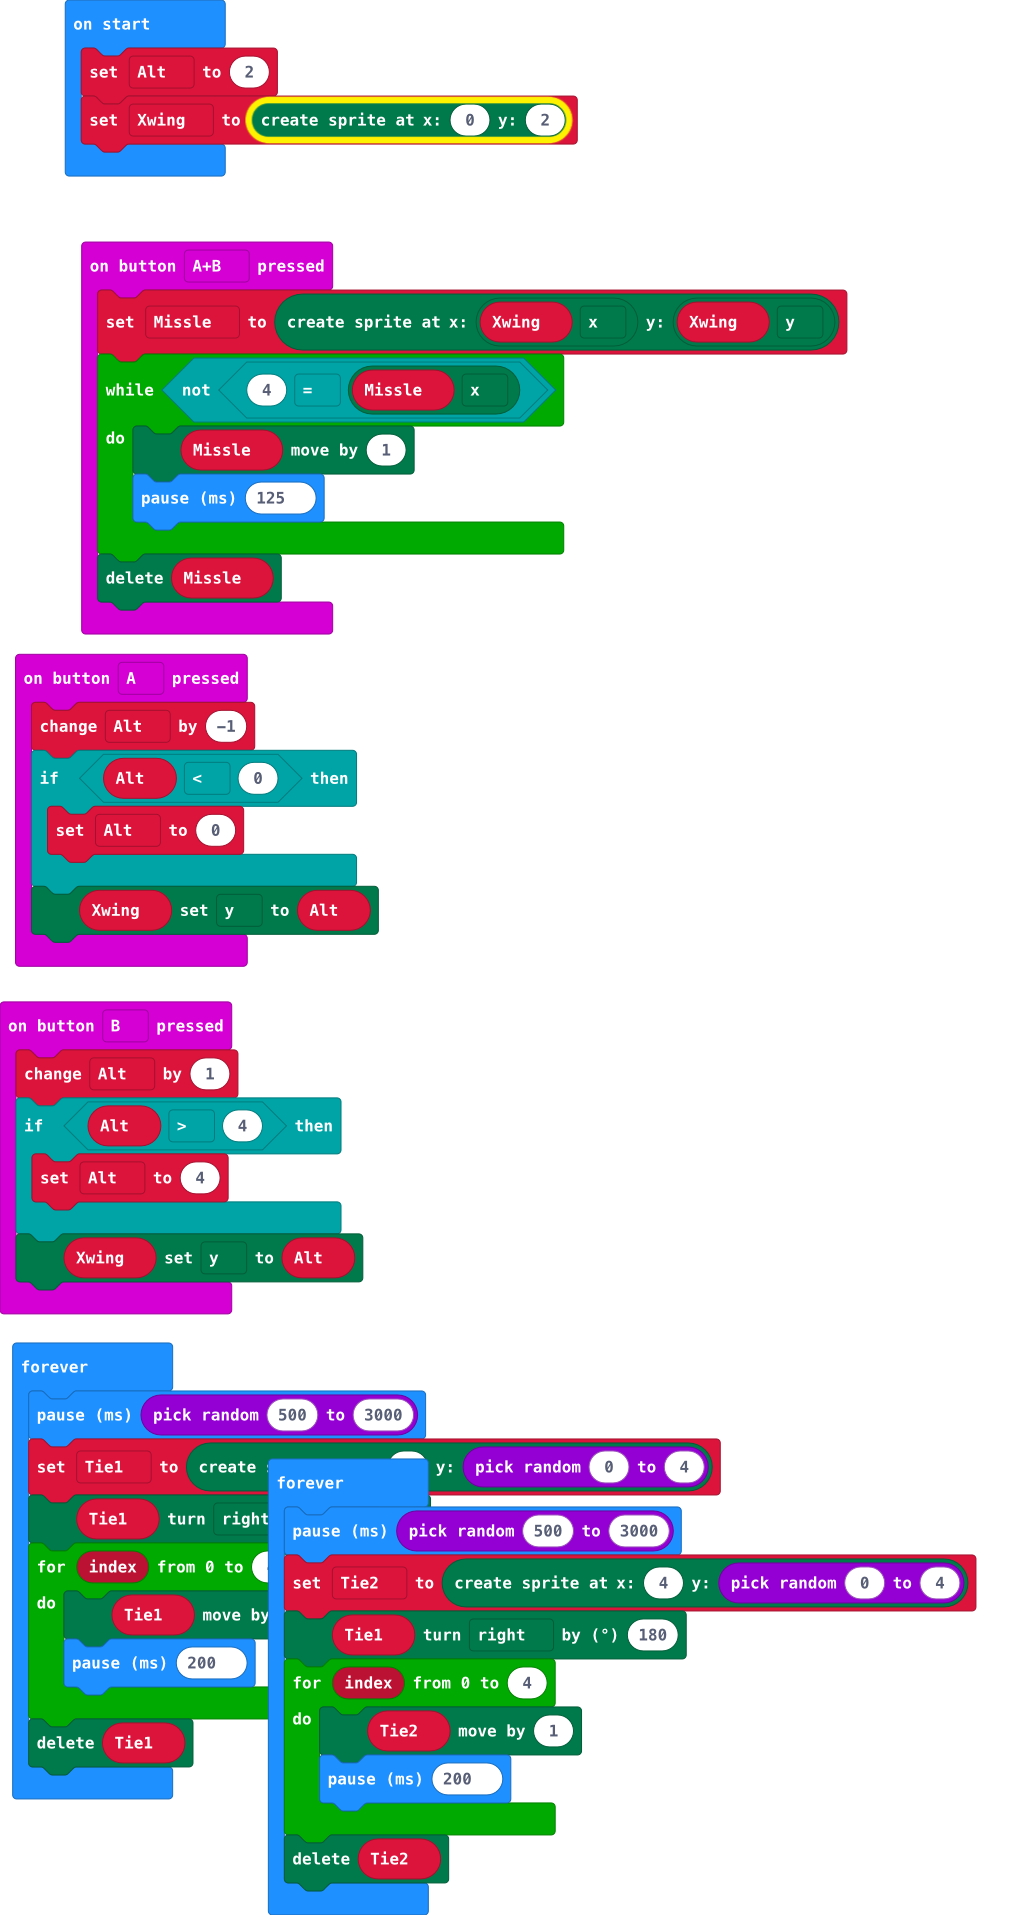 on start
set Alt to 2
set Xwing to create sprite at x: 0 y: 2
on button A+B pressed
set Missle to create sprite at x: Xwing x y: Xwing y
while not 4 = Missle x
do Missle move by 1
pause (ms) 125
delete Missle
on button A pressed
change Alt by -1
if Alt < 0 then
set Alt to 0
Xwing set y to Alt
on button B pressed
change Alt by 1
if Alt > 4 then
set Alt to 4
Xwing set y to Alt
forever
pause (ms) pick random 500 to 3000
set Tie1 to create y: pick random 0 to 4
Tie1 turn right
for index from 0 to
do Tie1 move by
pause (ms) 200
delete Tie1
forever
pause (ms) pick random 500 to 3000
set Tie2 to create sprite at x: 4 y: pick random 0 to 4
Tie1 turn right by (°) 180
for index from 0 to 4
do Tie2 move by 1
pause (ms) 200
delete Tie2